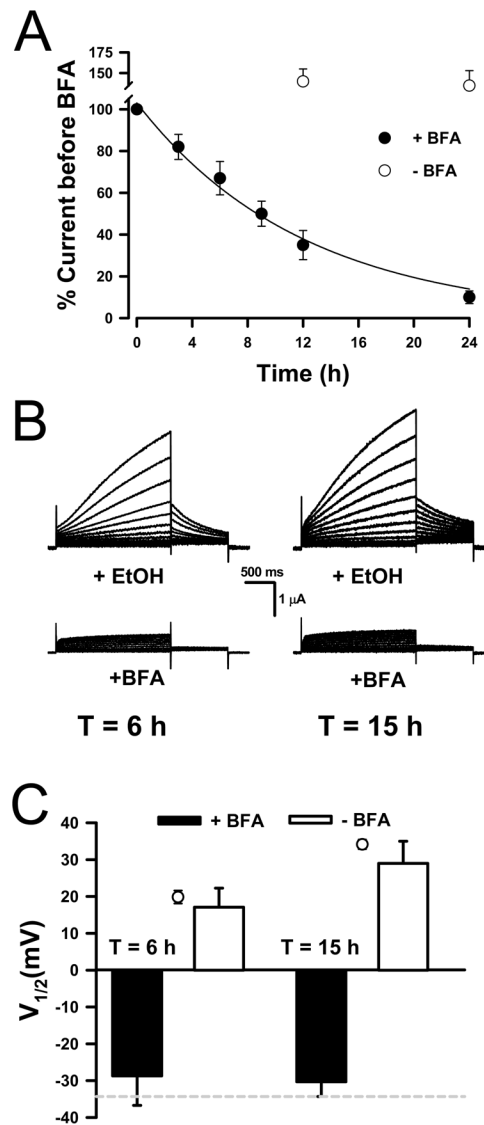 A
% Current before BFA
175
150
100
80
60
40
20
0
+ BFA
- BFA
0 4 8 12 16 20 24
Time (h)
B
+ EtOH
+ EtOH
500 ms
1 µA
+BFA
+BFA
T = 6 h
T = 15 h
C
+ BFA
- BFA
V1/2(mV)
40
30
20
10
0
-10
-20
-30
-40
T = 6 h
T = 15 h